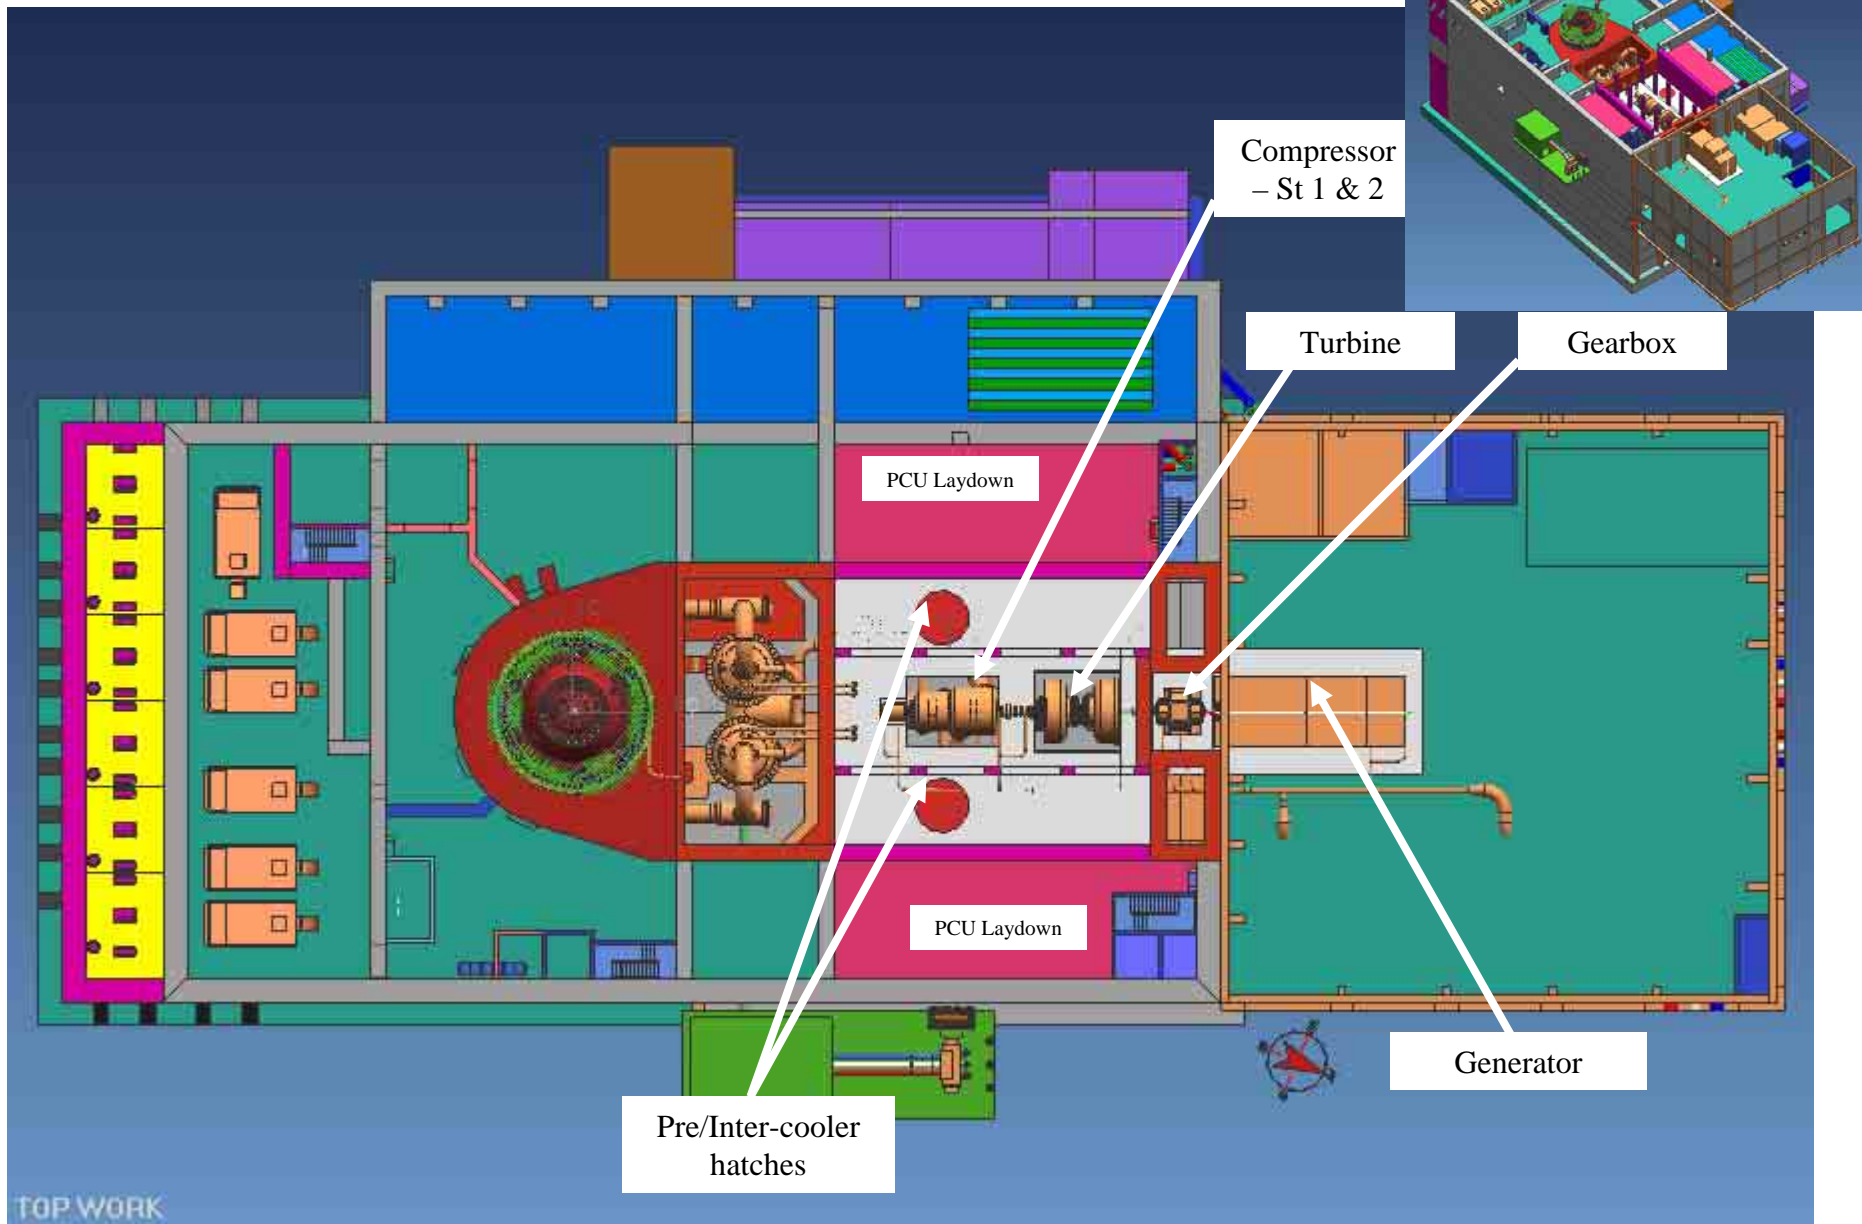 Compressor
– St 1 & 2
Turbine
Gearbox
PCU Laydown
PCU Laydown
Generator
Pre/Inter-cooler
hatches
TOP WORK